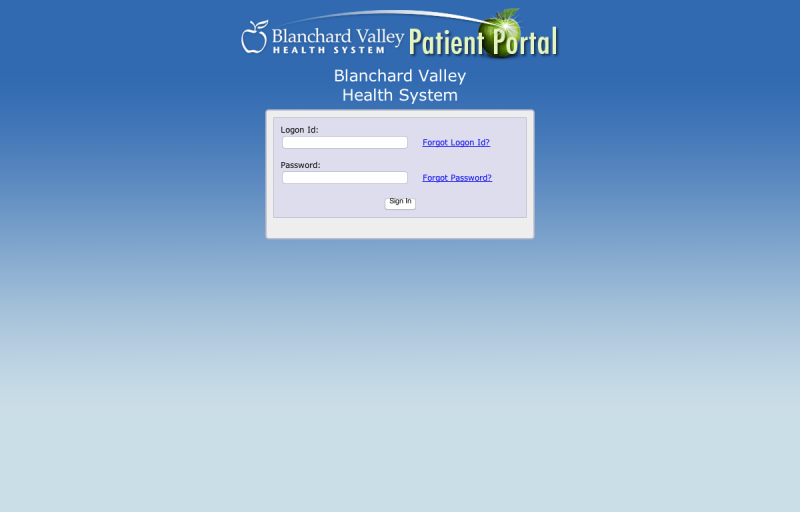 Blanchard Valley
HEALTH SYSTEM
Patient Portal
Blanchard Valley
Health System
Logon Id:
Forgot Logon Id?
Password:
Forgot Password?
Sign In